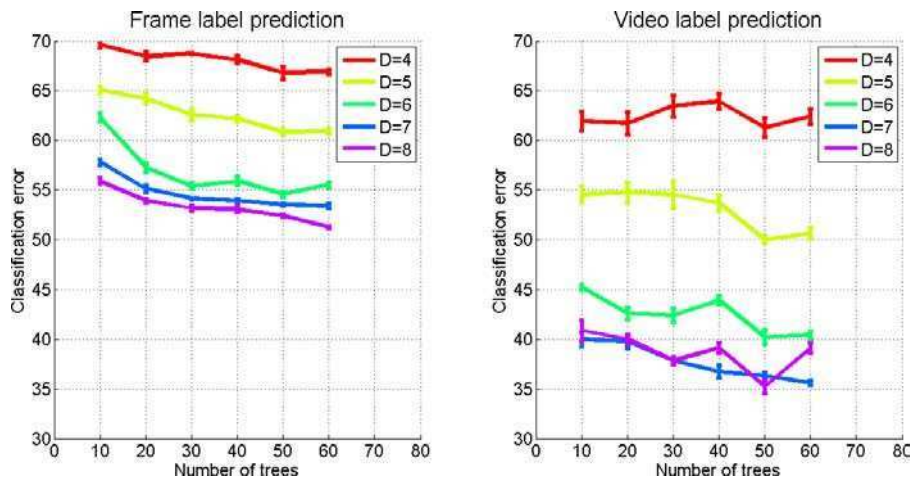 Frame label prediction
Classification error
70
65
60
55
50
45
40
35
30
0 10 20 30 40 50 60 70 80
Number of trees
D=4
D=5
D=6
D=7
D=8
Video label prediction
Classification error
70
65
60
55
50
45
40
35
30
0 10 20 30 40 50 60 70 80
Number of trees
D=4
D=5
D=6
D=7
D=8